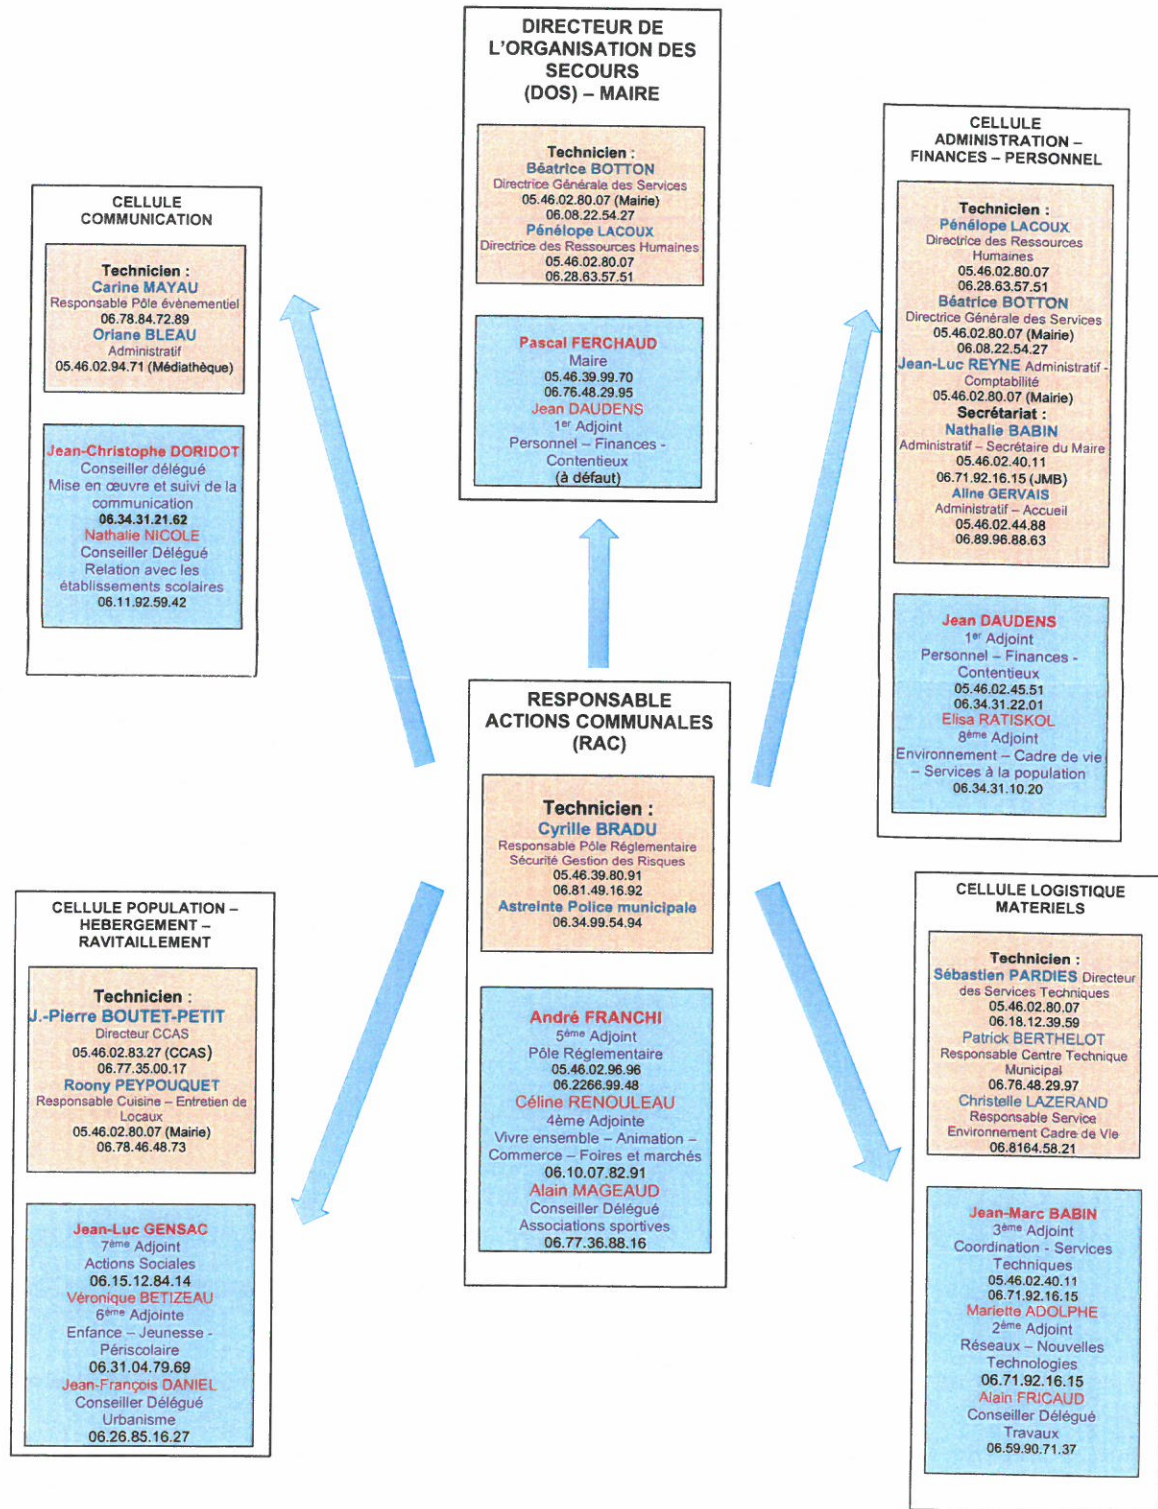 DIRECTEUR DE
L'ORGANISATION DES
SECOURS
(DOS) – MAIRE
Technicien :
Béatrice BOTTON
Directrice Générale des Services
05.46.02.80.07 (Mairie)
06.08.22.54.27
Pénélope LACOUX
Directrice des Ressources Humaines
05.46.02.80.07
06.28.63.57.51
Pascal FERCHAUD
Maire
05.46.39.99.70
06.76.48.29.95
Jean DAUDENS
1er Adjoint
Personnel – Finances -
Contentieux
(à défaut)
CELLULE
COMMUNICATION
Technicien :
Carine MAYAU
Responsable Pôle évènementiel
06.78.84.72.89
Oriane BLEAU
Administratif
05.46.02.94.71 (Médiathèque)
Jean-Christophe DORIDOT
Conseiller délégué
Mise en œuvre et suivi de la
communication
06.34.31.21.62
Nathalie NICOLE
Conseiller Délégué
Relation avec les
établissements scolaires
06.11.92.59.42
CELLULE
ADMINISTRATION –
FINANCES – PERSONNEL
Technicien :
Pénélope LACOUX
Directrice des Ressources
Humaines
05.46.02.80.07
06.28.63.57.51
Béatrice BOTTON
Directrice Générale des Services
05.46.02.80.07 (Mairie)
06.08.22.54.27
Jean-Luc REYNE Administratif -
Comptabilité
05.46.02.80.07 (Mairie)
Secrétariat :
Nathalie BABIN
Administratif – Secrétaire du Maire
05.46.02.40.11
06.71.92.16.15 (JMB)
Aline GERVAIS
Administratif – Accueil
05.46.02.44.88
06.89.96.88.63
Jean DAUDENS
1er Adjoint
Personnel – Finances -
Contentieux
05.46.02.45.51
06.34.31.22.01
Elisa RATISKOL
8ème Adjoint
Environnement – Cadre de vie
– Services à la population
06.34.31.10.20
RESPONSABLE
ACTIONS COMMUNALES
(RAC)
Technicien :
Cyrille BRADU
Responsable Pôle Réglementaire
Sécurité Gestion des Risques
05.46.39.80.91
06.81.49.16.92
Astreinte Police municipale
06.34.99.54.94
André FRANCHI
5ème Adjoint
Pôle Réglementaire
05.46.02.96.96
06.2266.99.48
Céline RENOULEAU
4ème Adjointe
Vivre ensemble – Animation –
Commerce – Foires et marchés
06.10.07.82.91
Alain MAGEAUD
Conseiller Délégué
Associations sportives
06.77.36.88.16
CELLULE POPULATION –
HEBERGEMENT –
RAVITAILLEMENT
Technicien :
J.-Pierre BOUTET-PETIT
Directeur CCAS
05.46.02.83.27 (CCAS)
06.77.35.00.17
Roony PEYPOUQUET
Responsable Cuisine – Entretien de
Locaux
05.46.02.80.07 (Mairie)
06.78.46.48.73
Jean-Luc GENSAC
7ème Adjoint
Actions Sociales
06.15.12.84.14
Véronique BETIZEAU
6ème Adjointe
Enfance – Jeunesse -
Périscolaire
06.31.04.79.69
Jean-François DANIEL
Conseiller Délégué
Urbanisme
06.26.85.16.27
CELLULE LOGISTIQUE
MATERIELS
Technicien :
Sébastien PARDIES Directeur
des Services Techniques
05.46.02.80.07
06.18.12.39.59
Patrick BERTHELOT
Responsable Centre Technique
Municipal
06.76.48.29.97
Christelle LAZERAND
Responsable Service
Environnement Cadre de Vie
06.8164.58.21
Jean-Marc BABIN
3ème Adjoint
Coordination - Services
Techniques
05.46.02.40.11
06.71.92.16.15
Mariette ADOLPHE
2ème Adjoint
Réseaux – Nouvelles
Technologies
06.71.92.16.15
Alain FRICAUD
Conseiller Délégué
Travaux
06.59.90.71.37